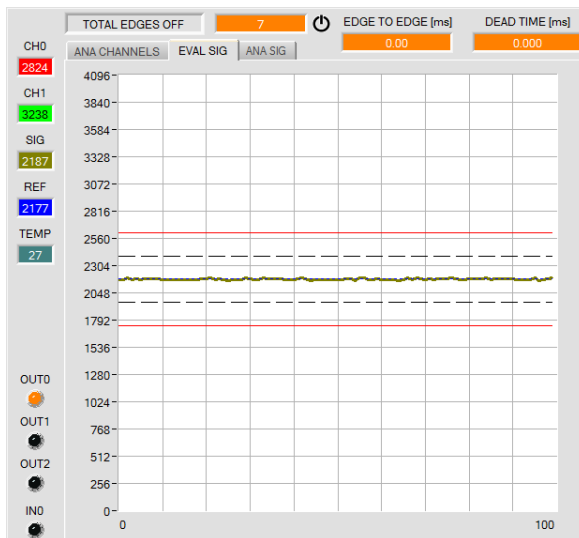 TOTAL EDGES OFF 7 EDGE TO EDGE [ms] DEAD TIME [ms]
0.00 0.000
ANA CHANNELS EVAL SIG ANA SIG
CH0
2824
CH1
3238
SIG
2187
REF
2177
TEMP
27
OUT0
OUT1
OUT2
IN0
4096
3840
3584
3328
3072
2816
2560
2304
2048
1792
1536
1280
1024
768
512
256
0
0 100